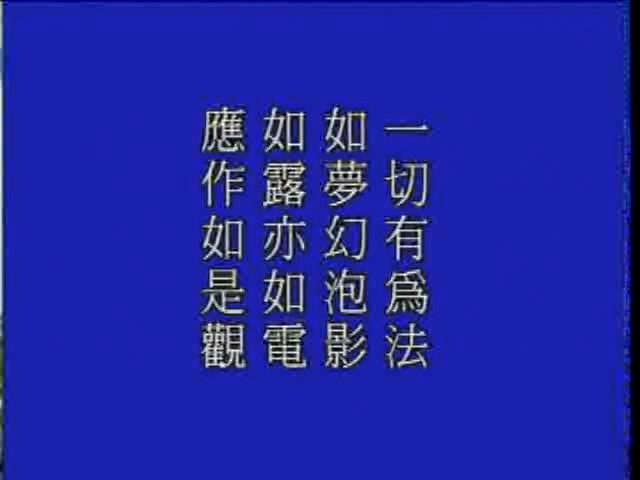 一切有爲法
如夢幻泡影
如露亦如電
應作如是觀